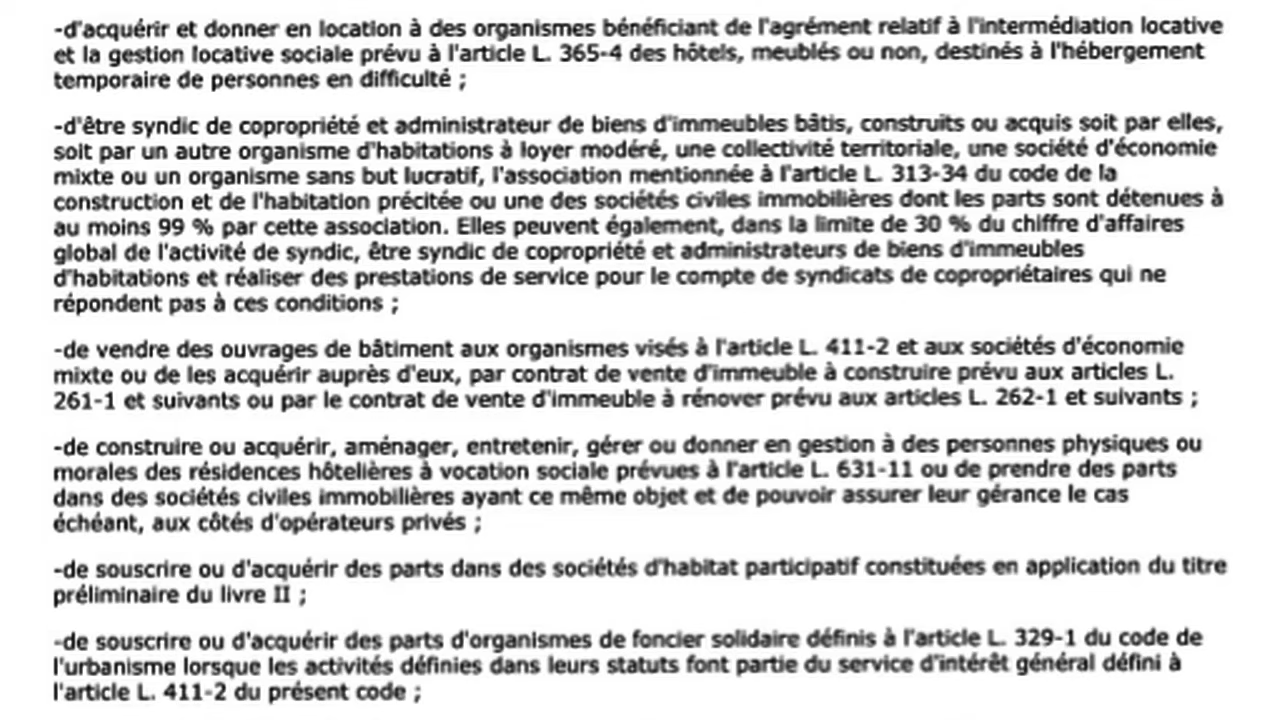 -d'acquérir et donner en location à des organismes bénéficiant de l'agrément relatif à l'intermédiation locative
et la gestion locative sociale prévu à l'article L. 365-4 des hôtels, meublés ou non, destinés à l'hébergement
temporaire de personnes en difficulté ;
-d'être syndic de copropriété et administrateur de biens d'immeubles bâtis, construits ou acquis soit par elles,
soit par un autre organisme d'habitations à loyer modéré, une collectivité territoriale, une société d'économie
mixte ou un organisme sans but lucratif, l'association mentionnée à l'article L. 313-34 du code de la
construction et de l'habitation précitée ou une des sociétés civiles immobilières dont les parts sont détenues à
au moins 99 % par cette association. Elles peuvent également, dans la limite de 30 % du chiffre d'affaires
global de l'activité de syndic, être syndic de copropriété et administrateurs de biens d'immeubles
d'habitations et réaliser des prestations de service pour le compte de syndicats de copropriétaires qui ne
répondent pas à ces conditions ;
-de vendre des ouvrages de bâtiment aux organismes visés à l'article L. 411-2 et aux sociétés d'économie
mixte ou de les acquérir auprès d'eux, par contrat de vente d'immeuble à construire prévu aux articles L.
261-1 et suivants ou par le contrat de vente d'immeuble à rénover prévu aux articles L. 262-1 et suivants ;
-de construire ou acquérir, aménager, entretenir, gérer ou donner en gestion à des personnes physiques ou
morales des résidences hôtelières à vocation sociale prévues à l'article L. 631-11 ou de prendre des parts
dans des sociétés civiles immobilières ayant ce même objet et de pouvoir assurer leur gérance le cas
échéant, aux côtés d'opérateurs privés ;
-de souscrire ou d'acquérir des parts dans des sociétés d'habitat participatif constituées en application du titre
préliminaire du livre II ;
-de souscrire ou d'acquérir des parts d'organismes de foncier solidaire définis à l'article L. 329-1 du code de
l'urbanisme lorsque les activités définies dans leurs statuts font partie du service d'intérêt général défini à
l'article L. 411-2 du présent code ;